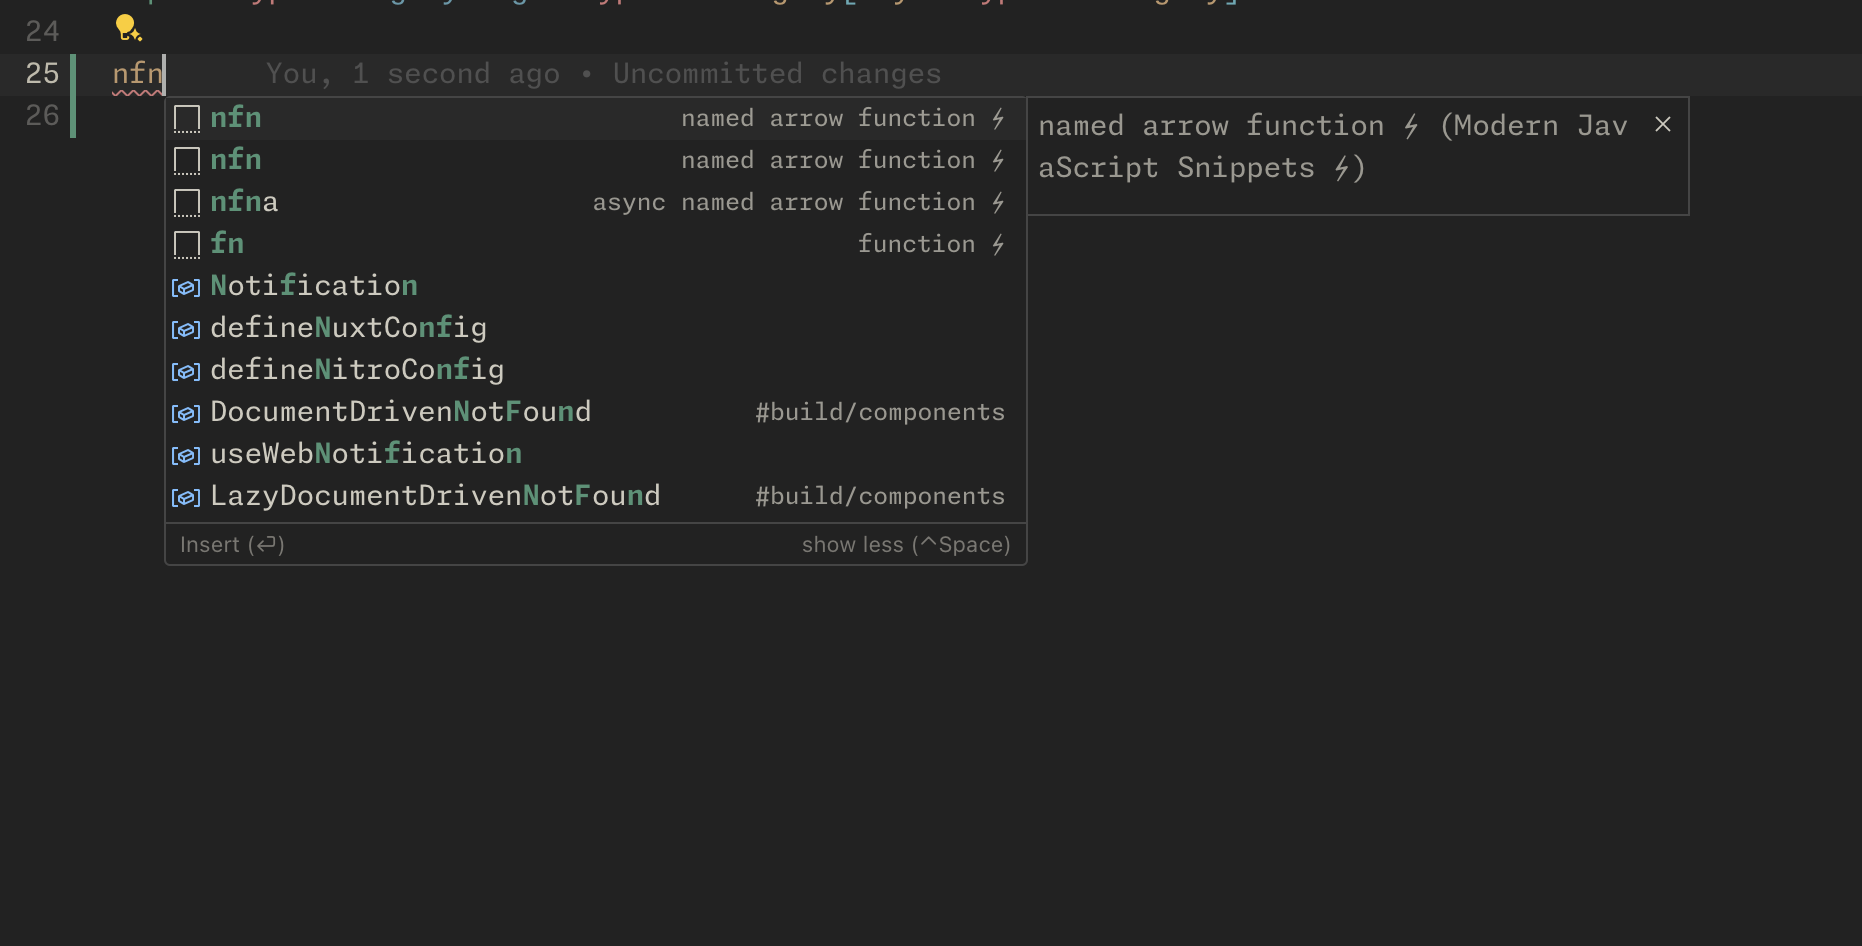 24
25 nfn You, 1 second ago • Uncommitted changes
26
nfn named arrow function ⚡
nfn named arrow function ⚡
nfna async named arrow function ⚡
fn function ⚡
Notification
defineNuxtConfig
defineNitroConfig
DocumentDrivenNotFound #build/components
useWebNotification
LazyDocumentDrivenNotFound #build/components
Insert (⏎) show less (^Space)
named arrow function ⚡ (Modern Jav
aScript Snippets ⚡)